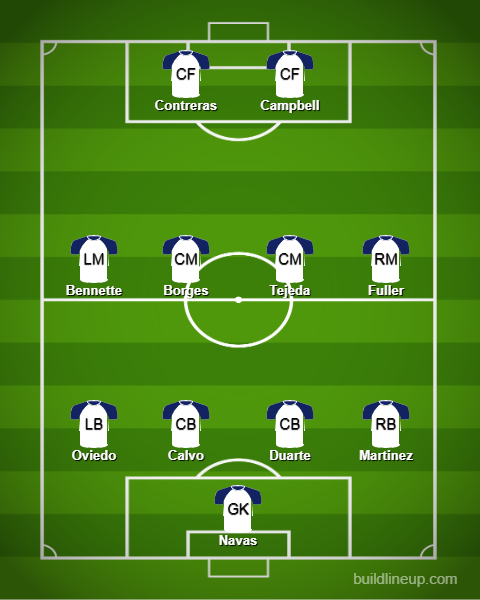 CF CF
Contreras Campbell
LM CM CM RM
Bennette Borges Tejeda Fuller
LB CB CB RB
Oviedo Calvo Duarte Martinez
GK
Navas
buildlineup.com